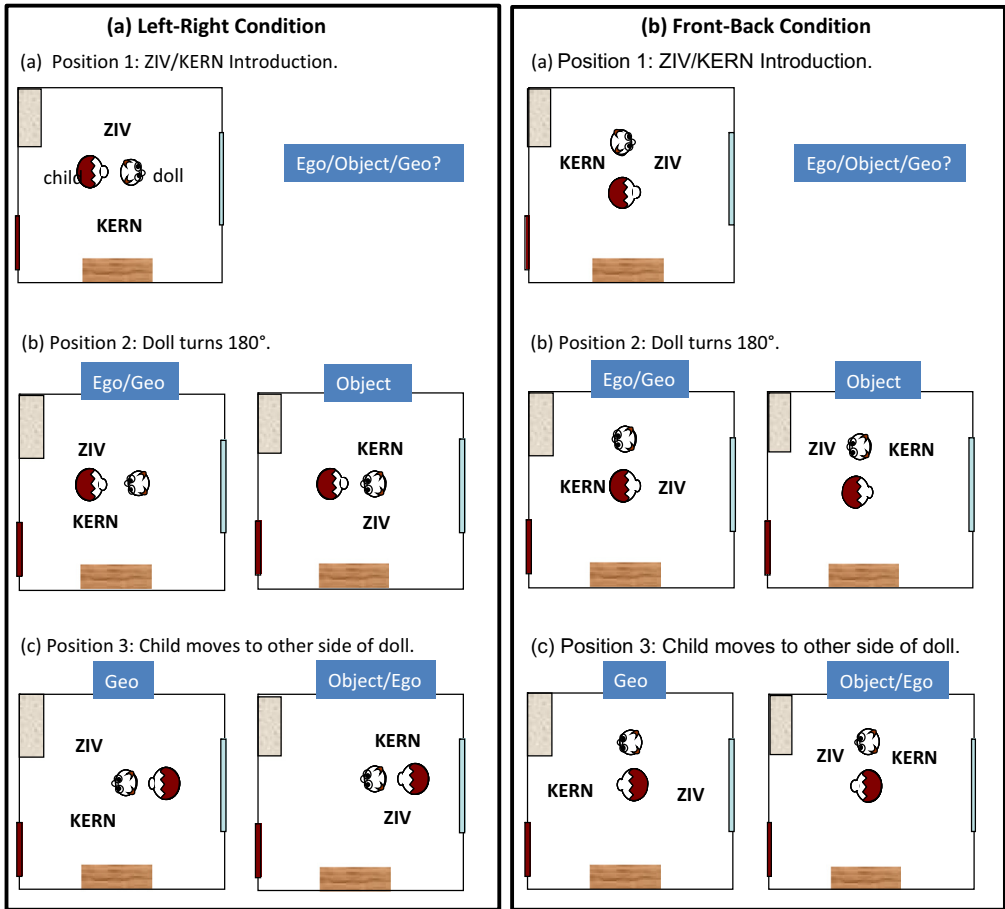 (a) Left-Right Condition
(a) Position 1: ZIV/KERN Introduction.
ZIV
child
doll
KERN
Ego/Object/Geo?
(b) Position 2: Doll turns 180°.
Ego/Geo
Object
ZIV
KERN
KERN
ZIV
(c) Position 3: Child moves to other side of doll.
Geo
Object/Ego
ZIV
KERN
KERN
ZIV
(b) Front-Back Condition
(a) Position 1: ZIV/KERN Introduction.
KERN ZIV
Ego/Object/Geo?
(b) Position 2: Doll turns 180°.
Ego/Geo
Object
KERN ZIV
ZIV KERN
(c) Position 3: Child moves to other side of doll.
Geo
Object/Ego
KERN ZIV
ZIV KERN